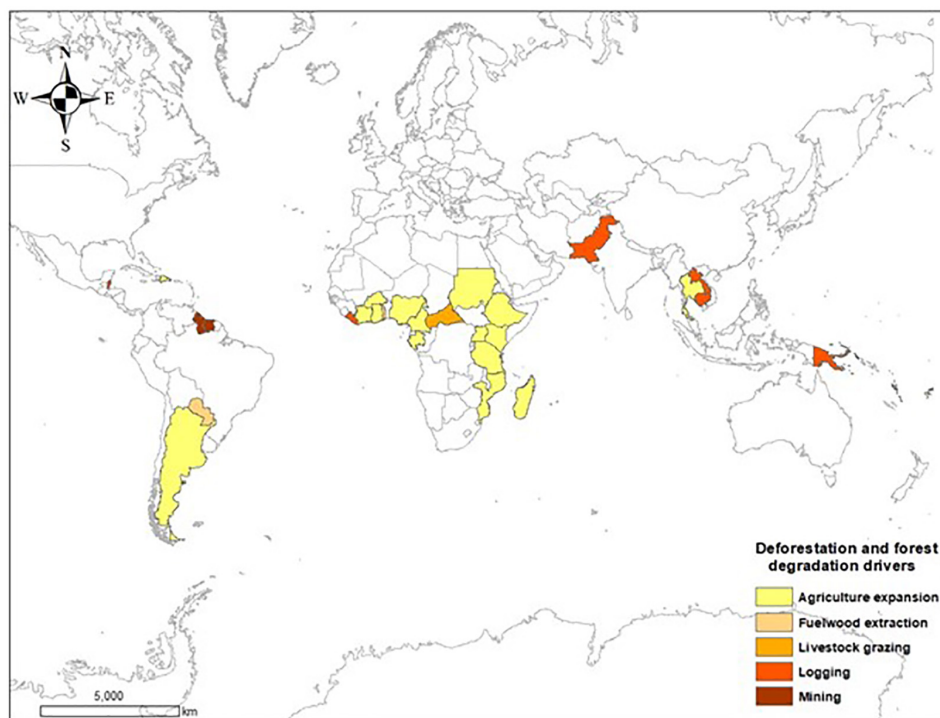 N
W E
S
Deforestation and forest
degradation drivers
Agriculture expansion
Fuelwood extraction
Livestock grazing
Logging
Mining
5,000
km